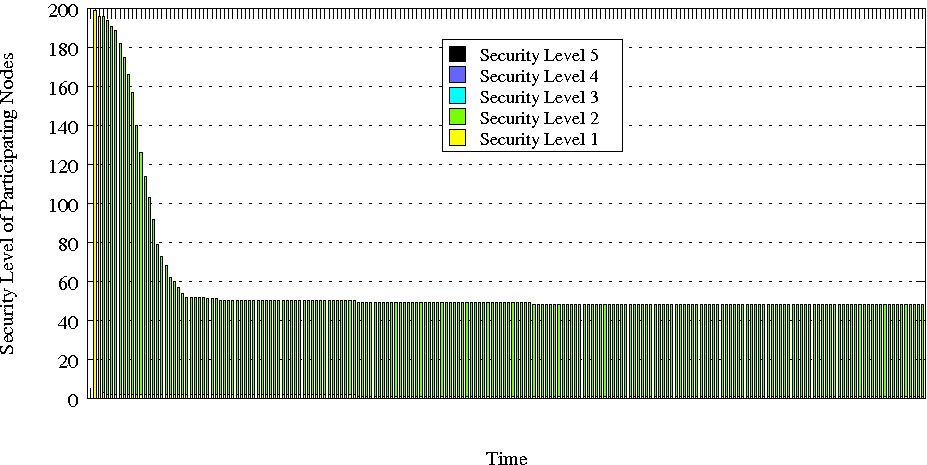 200
180
160
140
120
100
80
60
40
20
0
Security Level of Participating Nodes
Security Level 5
Security Level 4
Security Level 3
Security Level 2
Security Level 1
Time